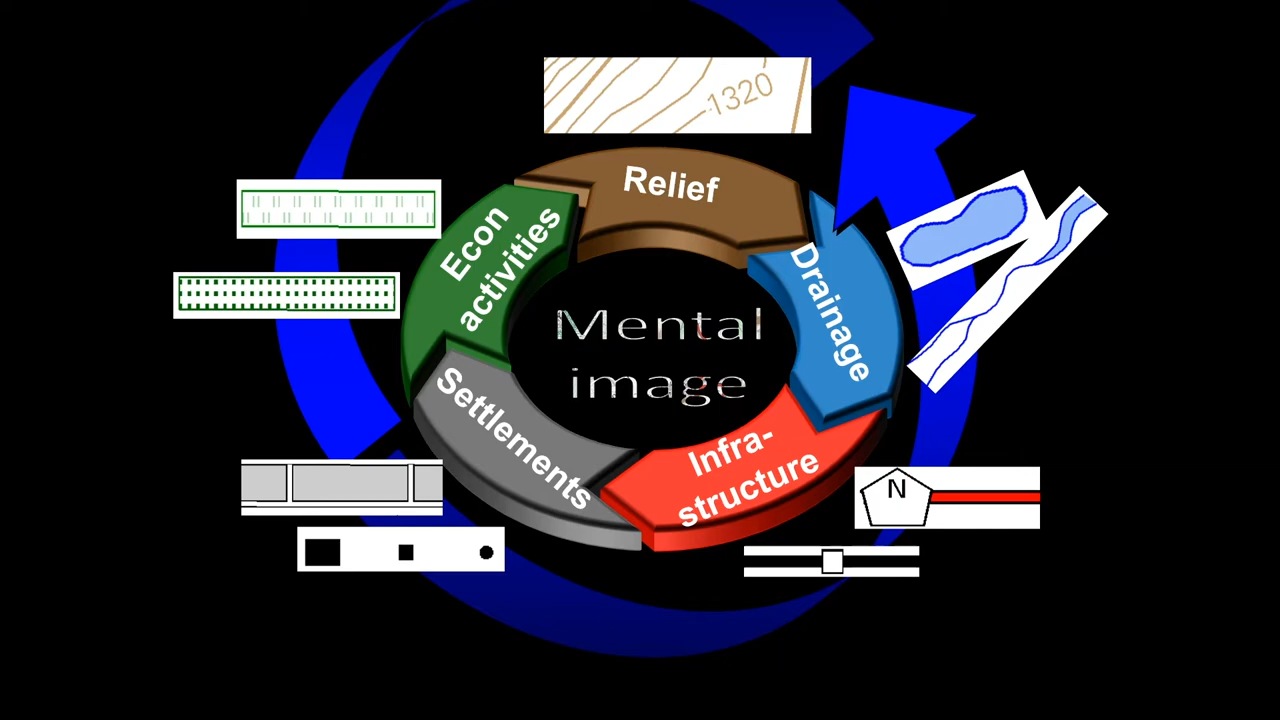 1320
Relief
Drainage
Infra-
structure
Settlements
Econ
activities
Mental
image
N